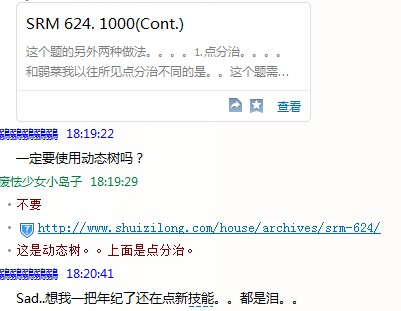 SRM 624. 1000(Cont.)
这个题的另外两种做法。。。。1.点分治。。。。
和弱菜我以往所见点分治不同的是。。这个题需...
查看
18:19:22
一定要使用动态树吗？
废怯少女小岛子 18:19:29
不要
http://www.shuizilong.com/house/archives/srm-624/
这是动态树。。上面是点分治。
18:20:41
Sad..想我一把年纪了还在点新技能。。都是泪。。